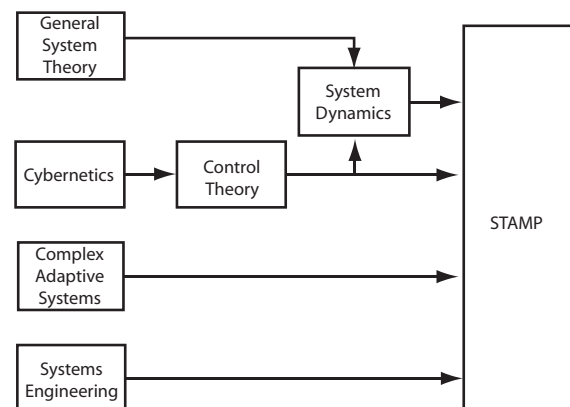 General
System
Theory
System
Dynamics
Cybernetics
Control
Theory
STAMP
Complex
Adaptive
Systems
Systems
Engineering